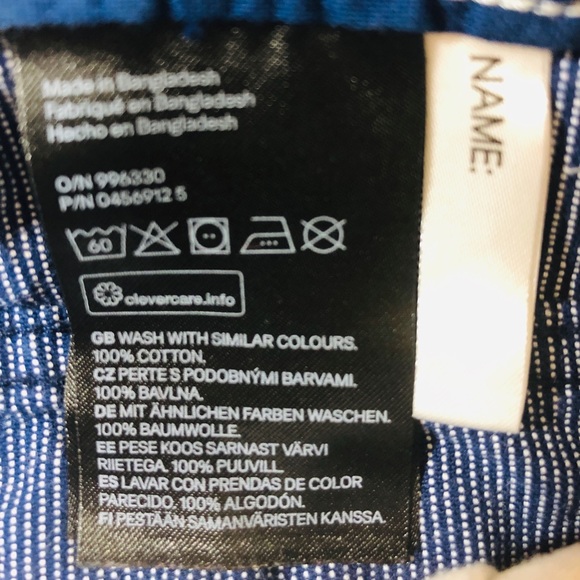 Made in Bangladesh
Fabriqué en Bangladesh
Hecho en Bangladesh
O/N 996330
P/N 0456912 5
60
clevercare.info
GB WASH WITH SIMILAR COLOURS.
100% COTTON.
CZ PERTE S PODOBNÝMI BARVAMI.
100% BAVLNA.
DE MIT ÄHNLICHEN FARBEN WASCHEN.
100% BAUMWOLLE.
EE PESE KOOS SARNAST VÄRVI
RIIETEGA. 100% PUUVILL.
ES LAVAR CON PRENDAS DE COLOR
PARECIDO. 100% ALGODÓN.
FI PESTÄÄN SAMANVÄRISTEN KANSSA.
NAME: